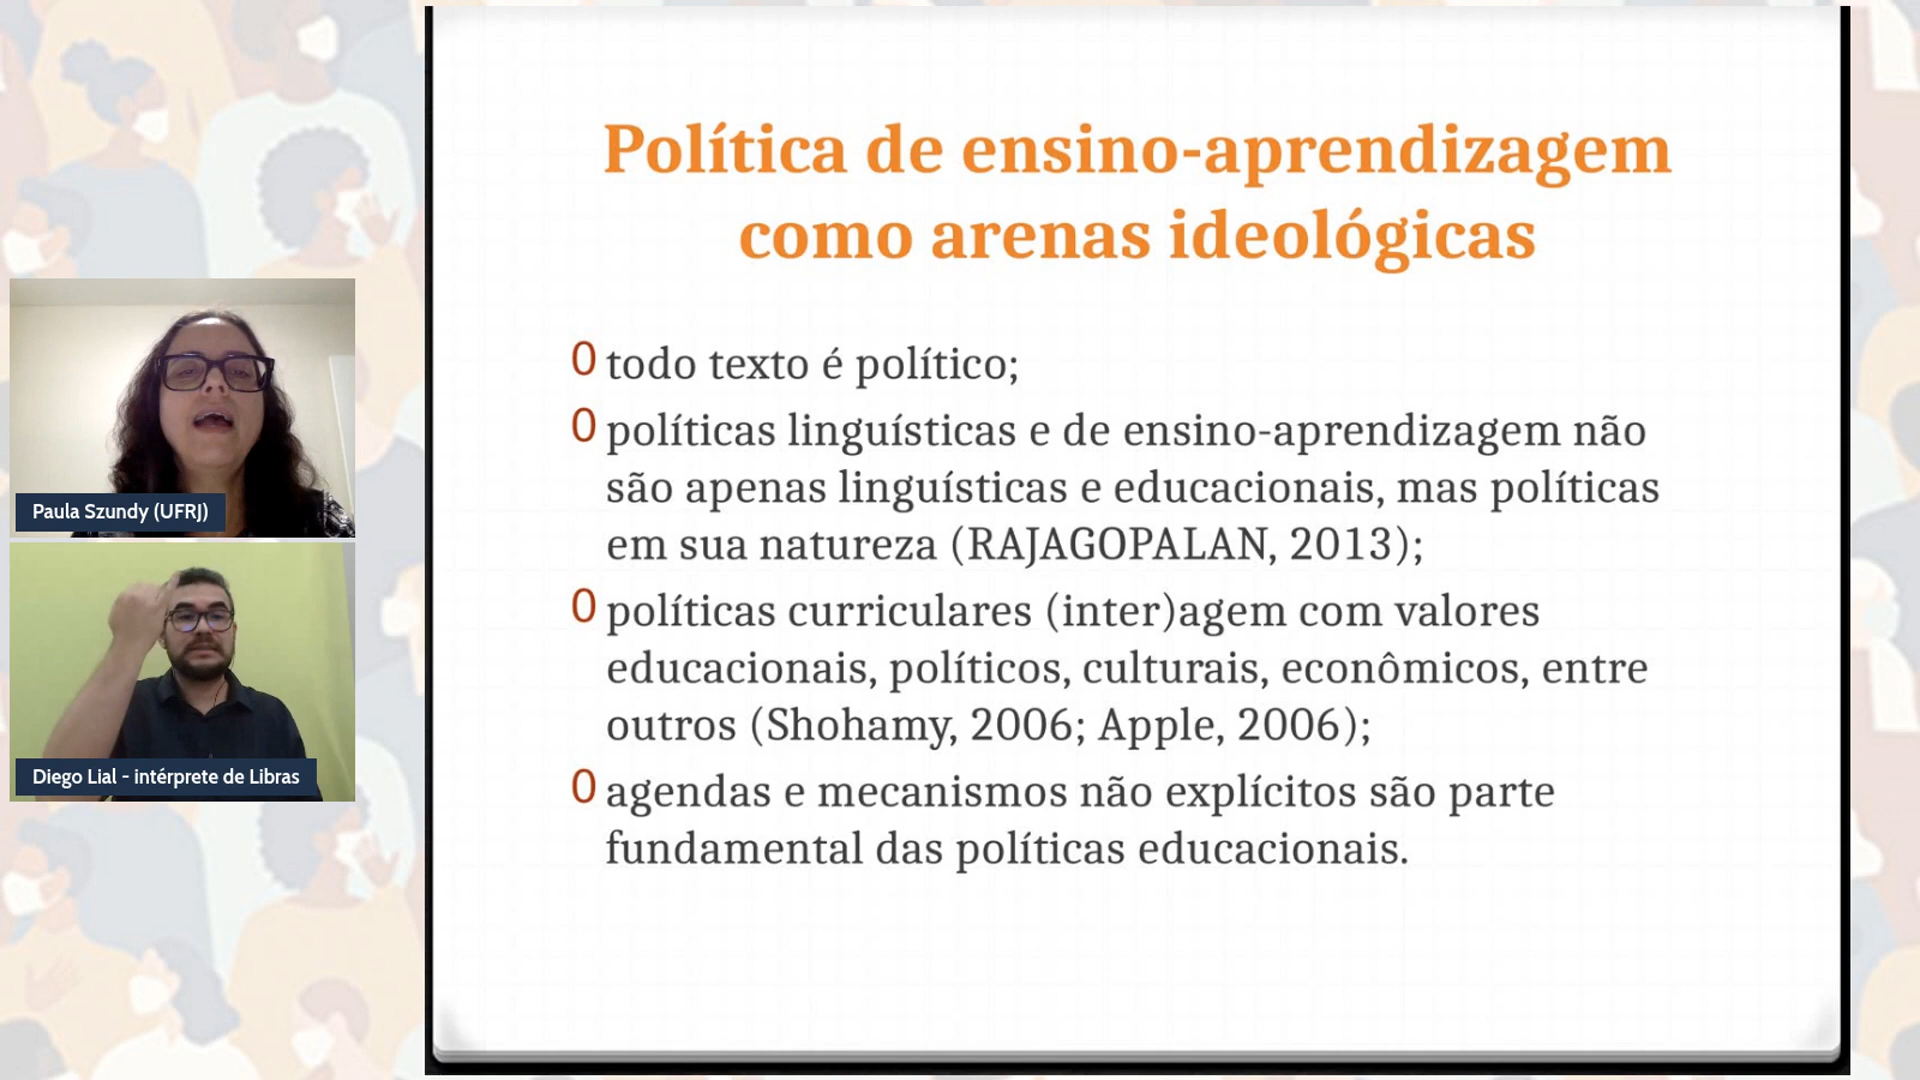 Política de ensino-aprendizagem
como arenas ideológicas
0 todo texto é político;
0 políticas linguísticas e de ensino-aprendizagem não
são apenas linguísticas e educacionais, mas políticas
em sua natureza (RAJAGOPALAN, 2013);
0 políticas curriculares (inter)agem com valores
educacionais, políticos, culturais, econômicos, entre
outros (Shohamy, 2006; Apple, 2006);
0 agendas e mecanismos não explícitos são parte
fundamental das políticas educacionais.
Paula Szundy (UFRJ)
Diego Lial - intérprete de Libras